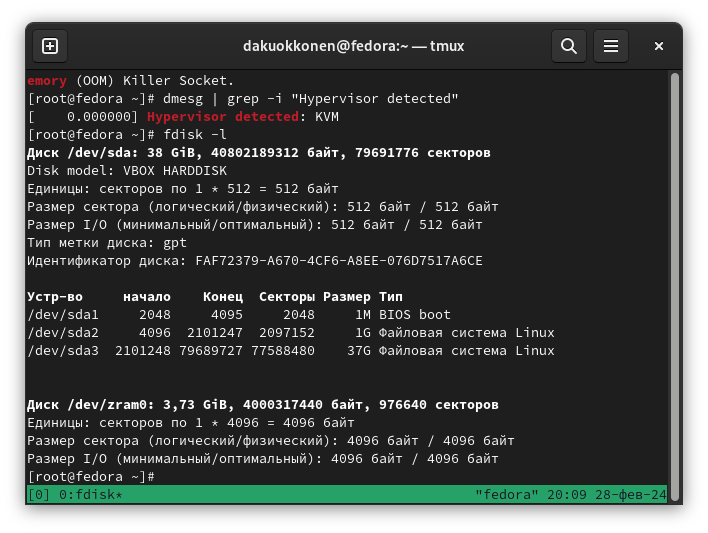 dakuokkonen@fedora:~ — tmux
emory (OOM) Killer Socket.
[root@fedora ~]# dmesg | grep -i "Hypervisor detected"
[    0.000000] Hypervisor detected: KVM
[root@fedora ~]# fdisk -l
Диск /dev/sda: 38 GiB, 40802189312 байт, 79691776 секторов
Disk model: VBOX HARDDISK
Единицы: секторов по 1 * 512 = 512 байт
Размер сектора (логический/физический): 512 байт / 512 байт
Размер I/O (минимальный/оптимальный): 512 байт / 512 байт
Тип метки диска: gpt
Идентификатор диска: FAF72379-A670-4CF6-A8EE-076D7517A6CE
Устр-во     начало    Конец  Секторы Размер Тип
/dev/sda1     2048     4095     2048     1M BIOS boot
/dev/sda2     4096  2101247  2097152     1G Файловая система Linux
/dev/sda3  2101248 79689727 77588480    37G Файловая система Linux
Диск /dev/zram0: 3,73 GiB, 4000317440 байт, 976640 секторов
Единицы: секторов по 1 * 4096 = 4096 байт
Размер сектора (логический/физический): 4096 байт / 4096 байт
Размер I/O (минимальный/оптимальный): 4096 байт / 4096 байт
[root@fedora ~]#
[0] 0:fdisk* "fedora" 20:09 28-фев-24